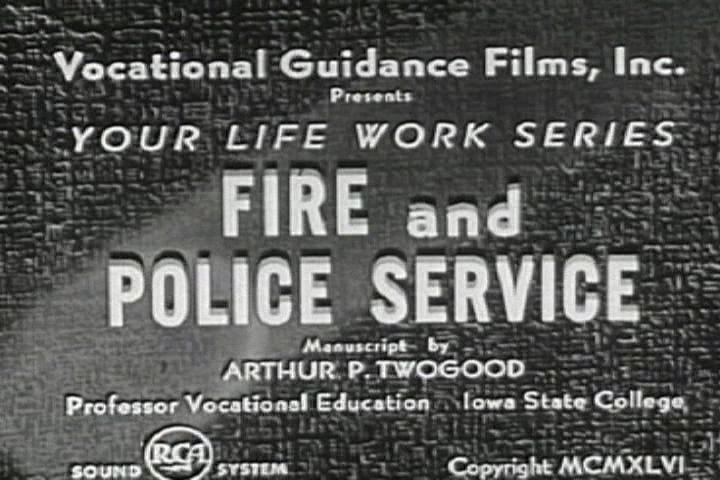 Vocational Guidance Films, Inc.
Presents
YOUR LIFE WORK SERIES
FIRE and
POLICE SERVICE
Manuscript by
ARTHUR P. TWOGOOD
Professor Vocational Education Iowa State College
SOUND RCA SYSTEM Copyright MCMXLVI